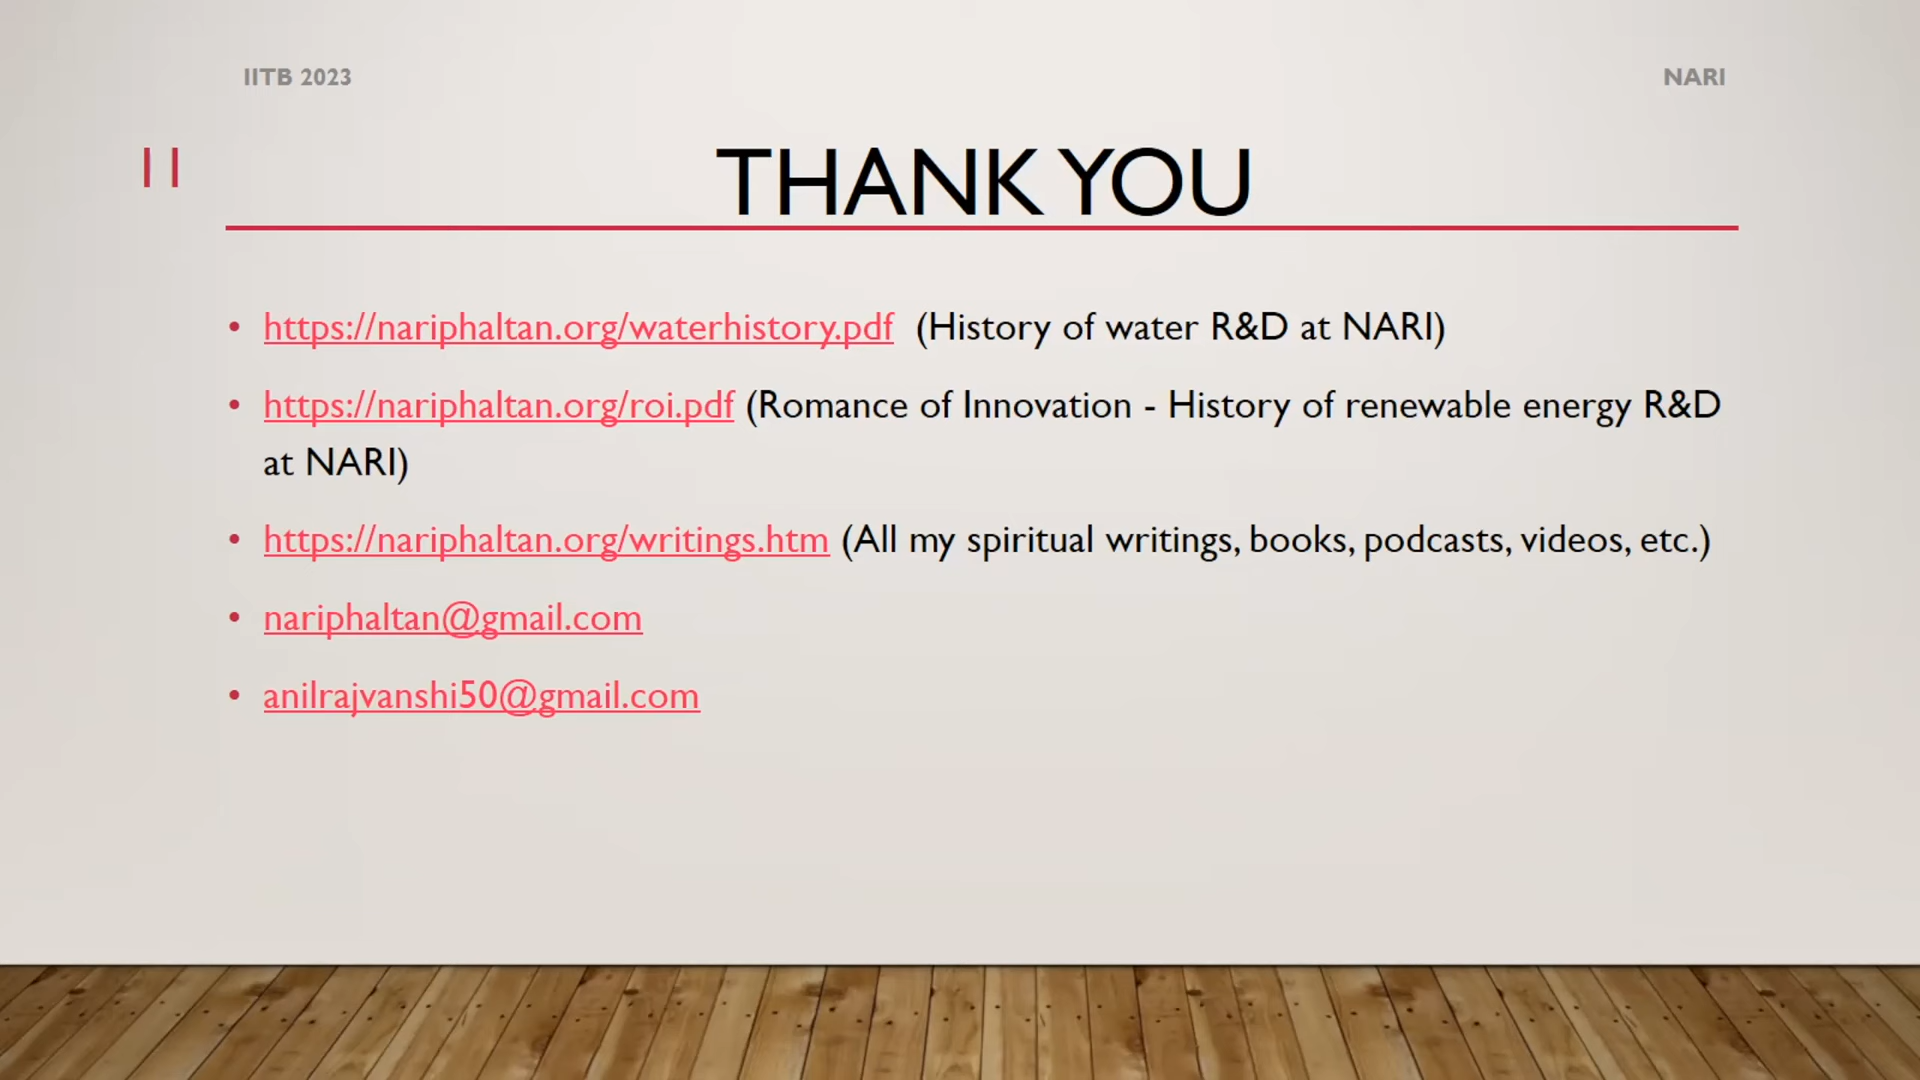 IITB 2023
NARI
11
THANK YOU
• https://nariphaltan.org/waterhistory.pdf (History of water R&D at NARI)
• https://nariphaltan.org/roi.pdf (Romance of Innovation - History of renewable energy R&D
at NARI)
• https://nariphaltan.org/writings.htm (All my spiritual writings, books, podcasts, videos, etc.)
• nariphaltan@gmail.com
• anilrajvanshi50@gmail.com